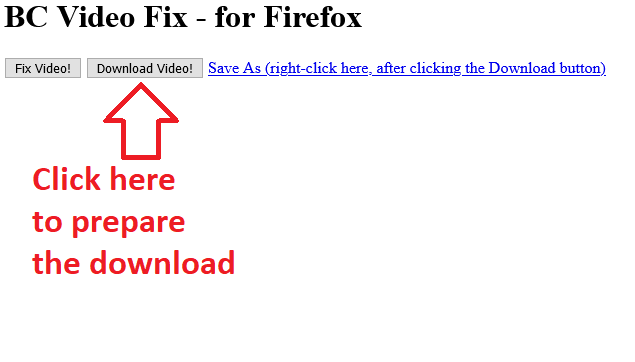 BC Video Fix - for Firefox
Fix Video! Download Video! Save As (right-click here, after clicking the Download button)
Click here
to prepare
the download